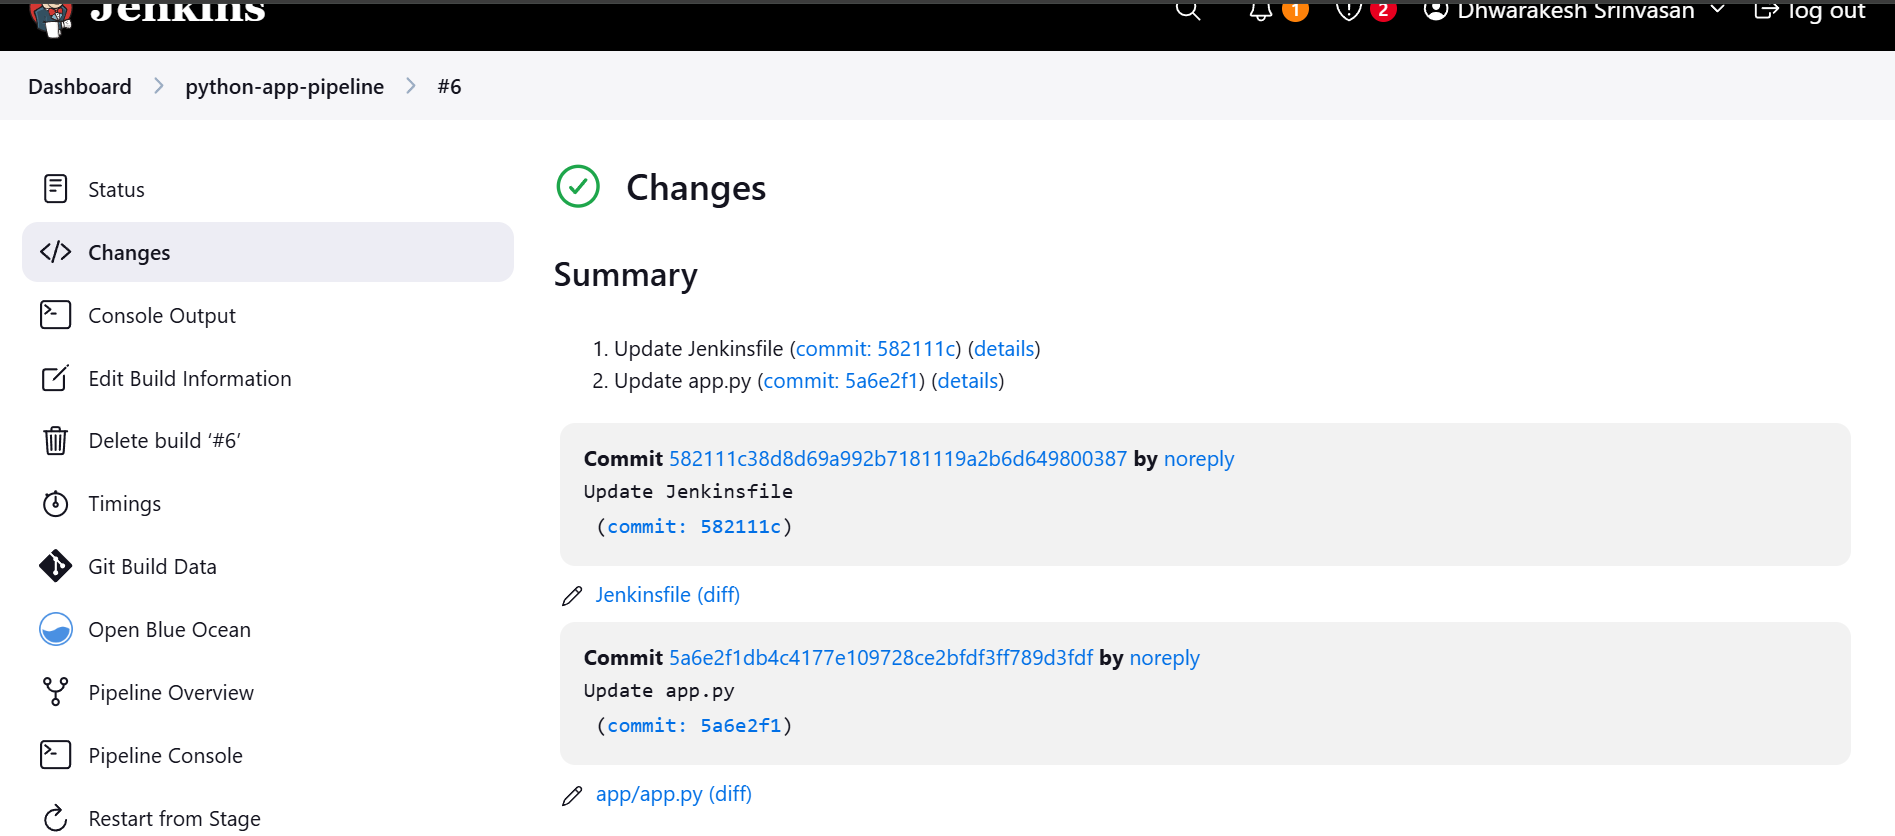 Jenkins
1
2
Dhwarakesh Srinvasan
log out
Dashboard
python-app-pipeline
#6
Status
Changes
Console Output
Edit Build Information
Delete build ‘#6’
Timings
Git Build Data
Open Blue Ocean
Pipeline Overview
Pipeline Console
Restart from Stage
Changes
Summary
1. Update Jenkinsfile (commit: 582111c) (details)
2. Update app.py (commit: 5a6e2f1) (details)
Commit 582111c38d8d69a992b7181119a2b6d649800387 by noreply
Update Jenkinsfile
(commit: 582111c)
Jenkinsfile (diff)
Commit 5a6e2f1db4c4177e109728ce2bfdf3ff789d3fdf by noreply
Update app.py
(commit: 5a6e2f1)
app/app.py (diff)